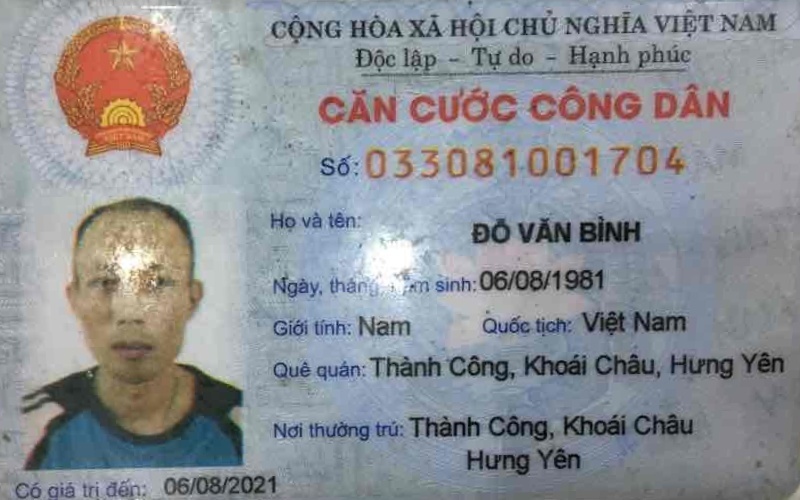 CỘNG HÒA XÃ HỘI CHỦ NGHĨA VIỆT NAM
Độc lập - Tự do - Hạnh phúc
CĂN CƯỚC CÔNG DÂN
Số: 033081001704
Họ và tên: ĐỖ VĂN BÌNH
Ngày, tháng, năm sinh: 06/08/1981
Giới tính: Nam Quốc tịch: Việt Nam
Quê quán: Thành Công, Khoái Châu, Hưng Yên
Nơi thường trú: Thành Công, Khoái Châu
Hưng Yên
Có giá trị đến: 06/08/2021